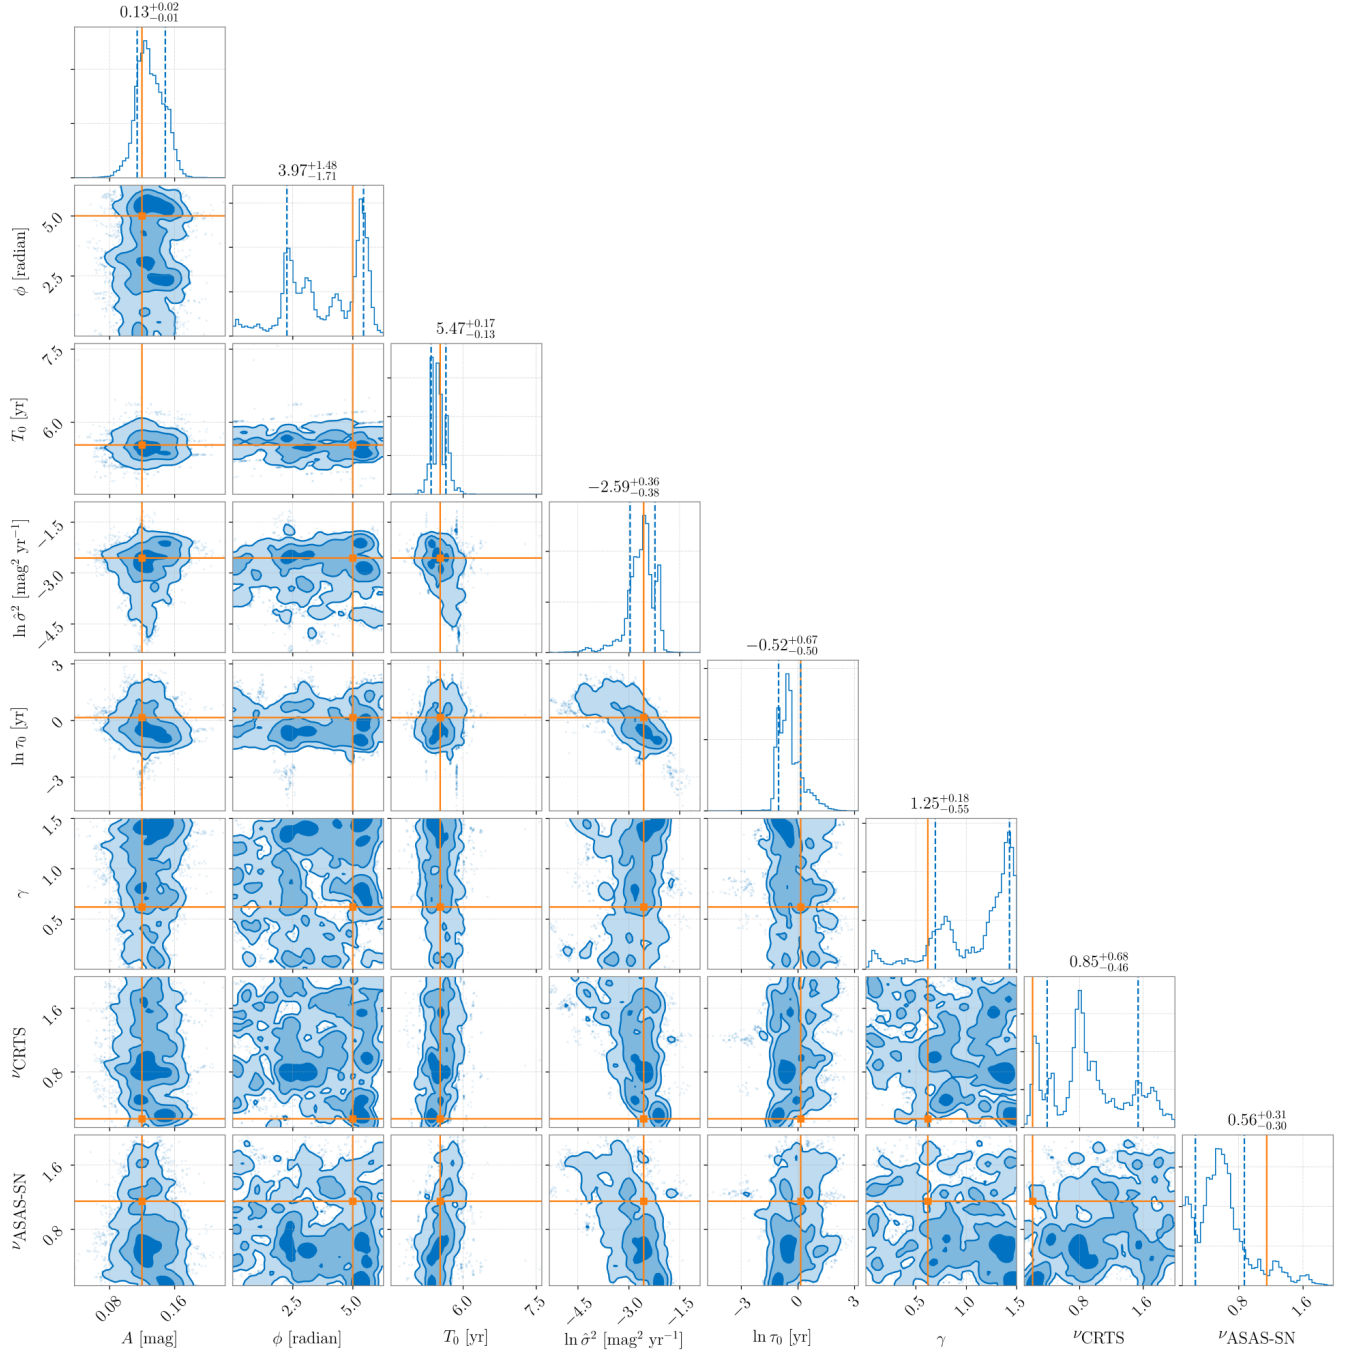 0.13^{+0.02}_{-0.01}
3.97^{+1.48}_{-1.71}
5.0
2.5
ϕ [radian]
5.47^{+0.17}_{-0.13}
7.5
6.0
T_0 [yr]
−2.59^{+0.36}_{-0.38}
−1.5
−3.0
−4.5
ln σ̂² [mag² yr⁻¹]
−0.52^{+0.67}_{-0.50}
3
0
−3
ln τ_0 [yr]
1.25^{+0.18}_{-0.55}
1.5
1.0
0.5
γ
0.85^{+0.68}_{-0.46}
1.6
0.8
ν_CRTS
0.56^{+0.31}_{-0.30}
1.6
0.8
ν_ASAS-SN
0.08 0.16 2.5 5.0 6.0 7.5 −4.5 −3.0 −1.5 −3 0 3 0.5 1.0 1.5 0.8 1.6 0.8 1.6
A [mag] ϕ [radian] T_0 [yr] ln σ̂² [mag² yr⁻¹] ln τ_0 [yr] γ ν_CRTS ν_ASAS-SN